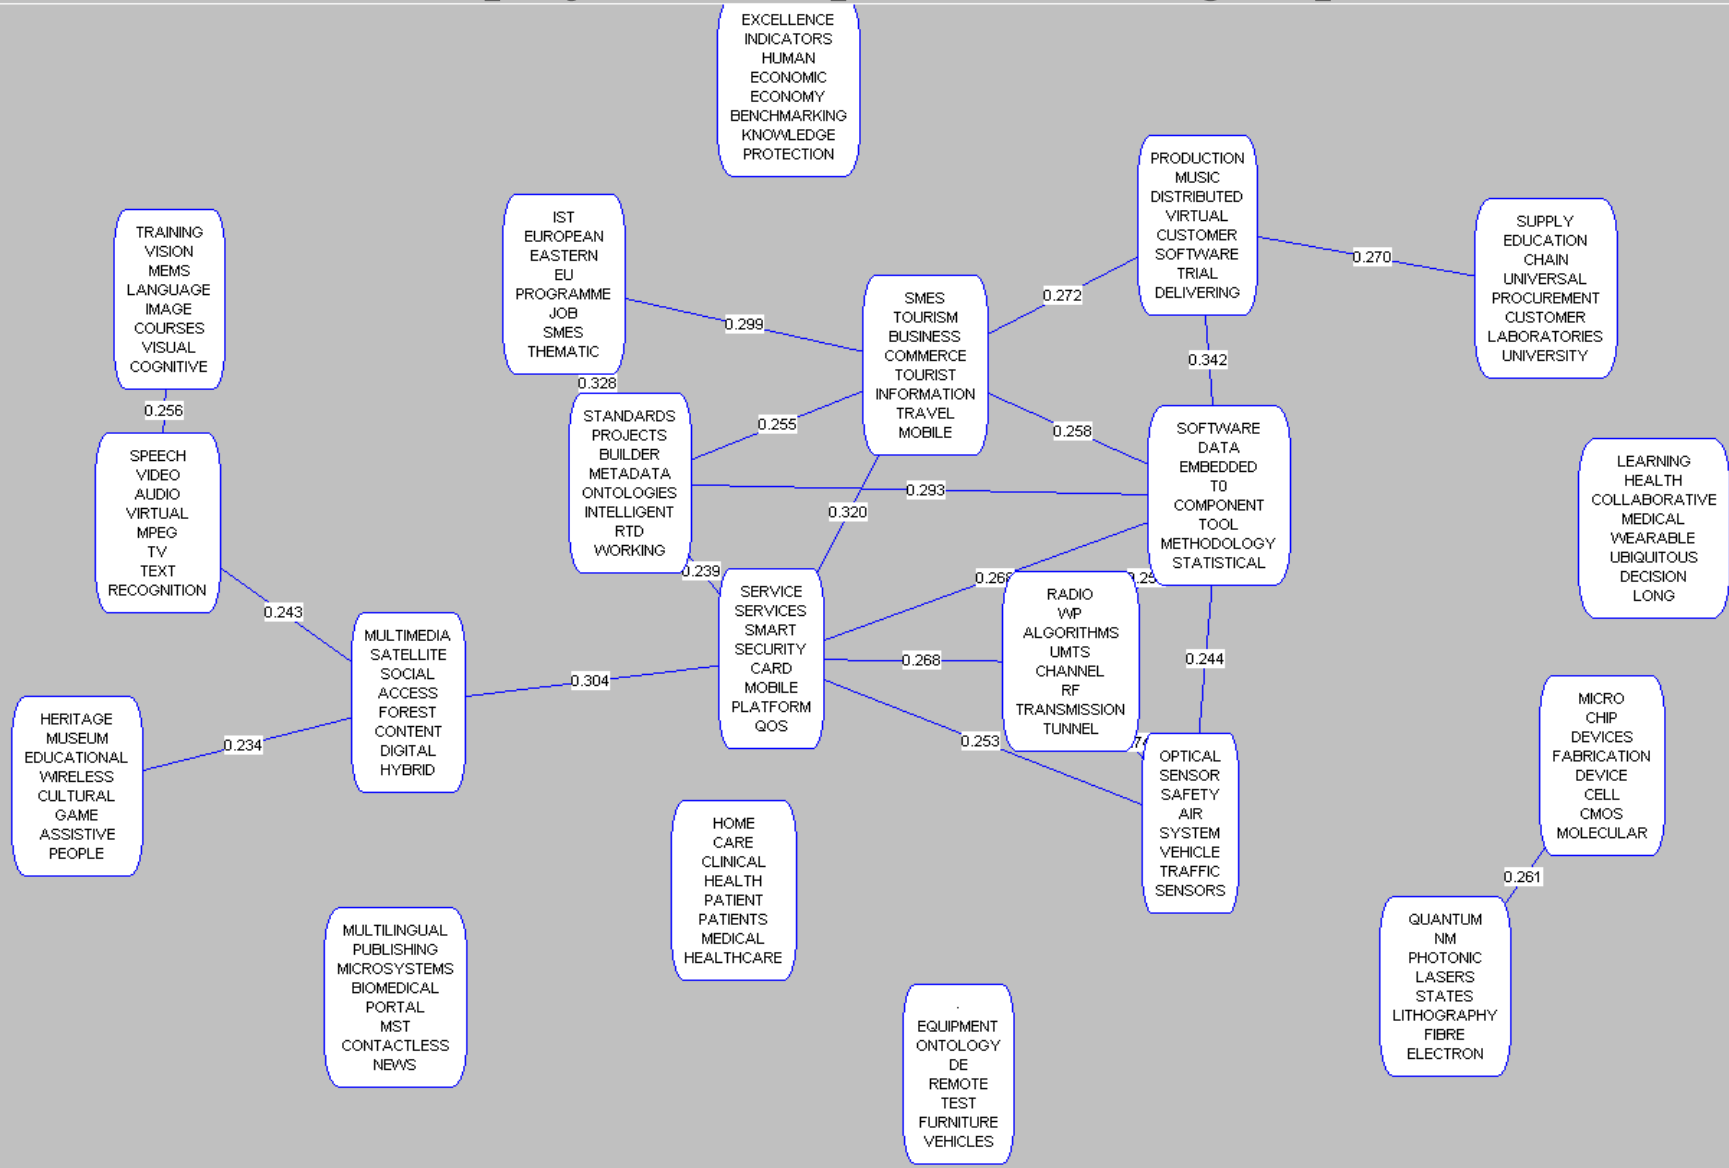 EXCELLENCE
INDICATORS
HUMAN
ECONOMIC
ECONOMY
BENCHMARKING
KNOWLEDGE
PROTECTION
PRODUCTION
MUSIC
DISTRIBUTED
VIRTUAL
CUSTOMER
SOFTWARE
TRIAL
DELIVERING
SUPPLY
EDUCATION
CHAIN
UNIVERSAL
PROCUREMENT
CUSTOMER
LABORATORIES
UNIVERSITY
0.270
IST
EUROPEAN
EASTERN
EU
PROGRAMME
JOB
SMES
THEMATIC
TRAINING
VISION
MEMS
LANGUAGE
IMAGE
COURSES
VISUAL
COGNITIVE
SMES
TOURISM
BUSINESS
COMMERCE
TOURIST
INFORMATION
TRAVEL
MOBILE
0.272
0.299
0.342
0.328
0.256
0.255
0.258
STANDARDS
PROJECTS
BUILDER
METADATA
ONTOLOGIES
INTELLIGENT
RTD
WORKING
SOFTWARE
DATA
EMBEDDED
T0
COMPONENT
TOOL
METHODOLOGY
STATISTICAL
SPEECH
VIDEO
AUDIO
VIRTUAL
MPEG
TV
TEXT
RECOGNITION
LEARNING
HEALTH
COLLABORATIVE
MEDICAL
WEARABLE
UBIQUITOUS
DECISION
LONG
0.293
0.320
0.239
0.243
SERVICE
SERVICES
SMART
SECURITY
CARD
MOBILE
PLATFORM
QOS
RADIO
WP
ALGORITHMS
UMTS
CHANNEL
RF
TRANSMISSION
TUNNEL
MULTIMEDIA
SATELLITE
SOCIAL
ACCESS
FOREST
CONTENT
DIGITAL
HYBRID
0.268
0.244
0.304
0.253
0.234
HERITAGE
MUSEUM
EDUCATIONAL
WIRELESS
CULTURAL
GAME
ASSISTIVE
PEOPLE
OPTICAL
SENSOR
SAFETY
AIR
SYSTEM
VEHICLE
TRAFFIC
SENSORS
MICRO
CHIP
DEVICES
FABRICATION
DEVICE
CELL
CMOS
MOLECULAR
0.261
HOME
CARE
CLINICAL
HEALTH
PATIENT
PATIENTS
MEDICAL
HEALTHCARE
QUANTUM
NM
PHOTONIC
LASERS
STATES
LITHOGRAPHY
FIBRE
ELECTRON
MULTILINGUAL
PUBLISHING
MICROSYSTEMS
BIOMEDICAL
PORTAL
MST
CONTACTLESS
NEWS
.
EQUIPMENT
ONTOLOGY
DE
REMOTE
TEST
FURNITURE
VEHICLES